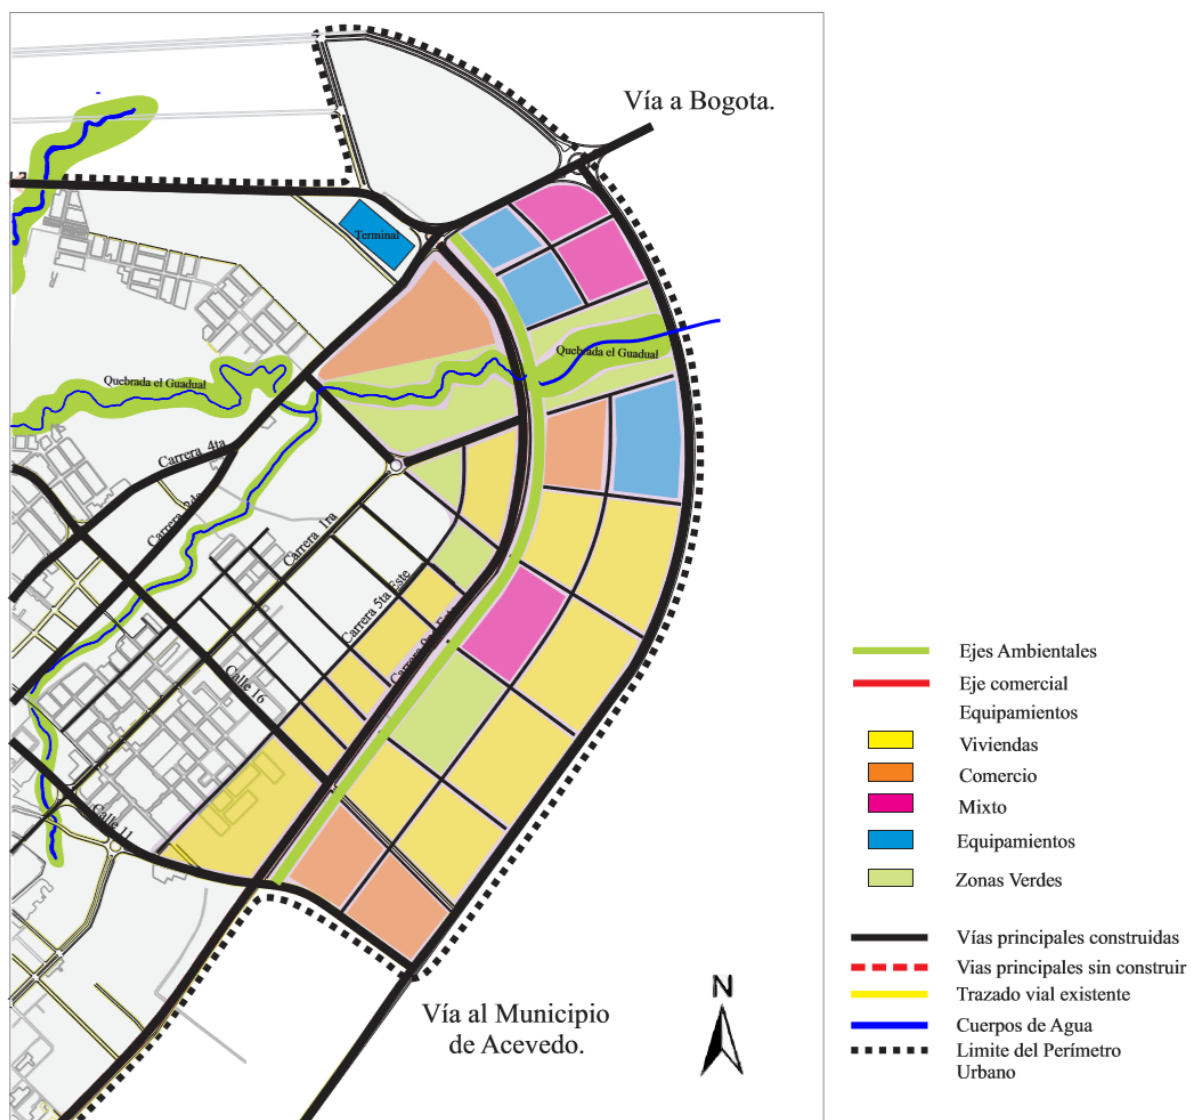 Vía a Bogota.
Terminal
Quebrada el Guadual
Quebrada el Guadual
Carrera 4ta
Carrera
Carrera 1ra
Carrera 5ta Este
Carrera
Calle 16
Calle 11
Vía al Municipio
de Acevedo.
N
Ejes Ambientales
Eje comercial
Equipamientos
Viviendas
Comercio
Mixto
Equipamientos
Zonas Verdes
Vías principales construidas
Vias principales sin construir
Trazado vial existente
Cuerpos de Agua
Limite del Perímetro
Urbano